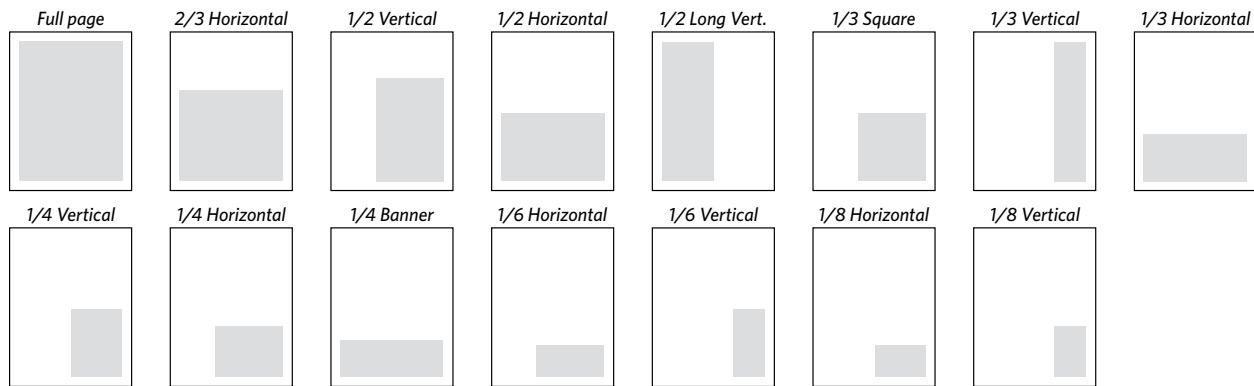 Full page
2/3 Horizontal
1/2 Vertical
1/2 Horizontal
1/2 Long Vert.
1/3 Square
1/3 Vertical
1/3 Horizontal
1/4 Vertical
1/4 Horizontal
1/4 Banner
1/6 Horizontal
1/6 Vertical
1/8 Horizontal
1/8 Vertical